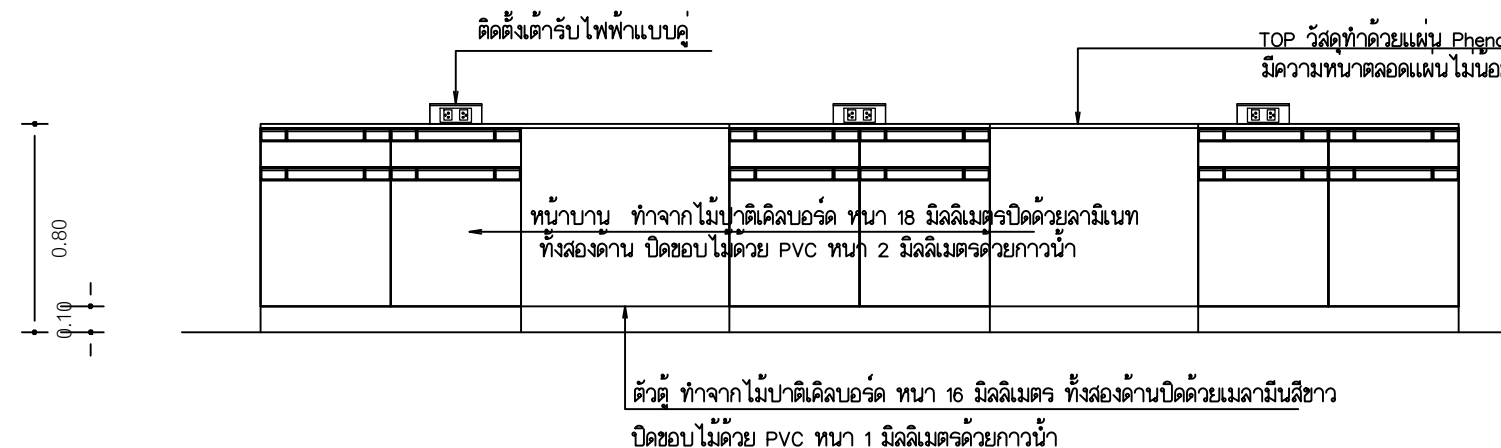 ติดตั้งเต้ารับไฟฟ้าแบบคู่
TOP วัสดุทำด้วยแผ่น
มีความหนาตลอดแผ่น
0.80
0.10
หน้าบาน ทำจากไม้ปาติเคิลบอร์ด หนา 18 มิลลิเมตรปิดด้วยลามิเนท
ทั้งสองด้าน ปิดขอบไม้ด้วย PVC หนา 2 มิลลิเมตรด้วยกาวน้ำ
ตัวตู้ ทำจากไม้ปาติเคิลบอร์ด หนา 16 มิลลิเมตร ทั้งสองด้านปิดด้วยเมลามีนสีขาว
ปิดขอบไม้ด้วย PVC หนา 1 มิลลิเมตรด้วยกาวน้ำ